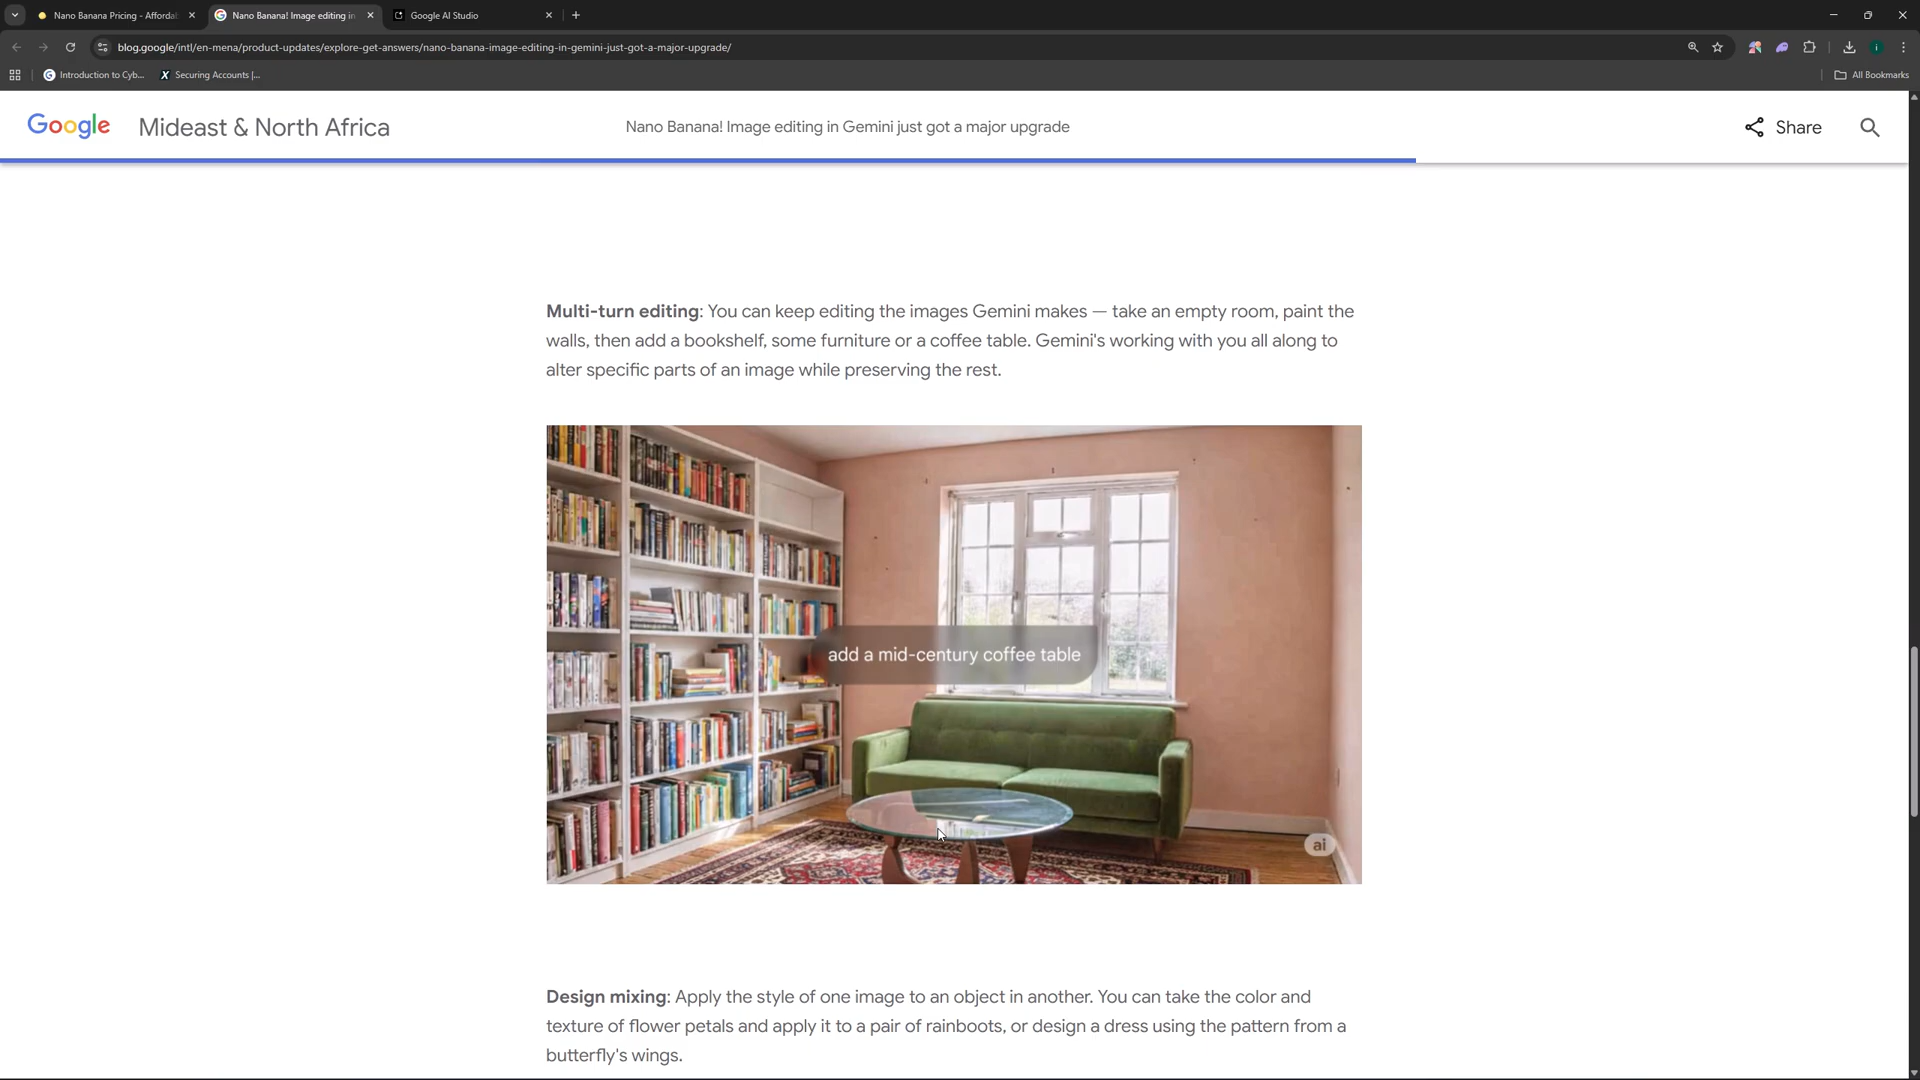 Nano Banana Pricing - Afforda
Nano Banana! Image editing in
Google AI Studio
blog.google/intl/en-mena/product-updates/explore-get-answers/nano-banana-image-editing-in-gemini-just-got-a-major-upgrade/
i
Introduction to Cyb...
X Securing Accounts |...
All Bookmarks
Google Mideast & North Africa
Nano Banana! Image editing in Gemini just got a major upgrade
Share
Multi-turn editing: You can keep editing the images Gemini makes — take an empty room, paint the
walls, then add a bookshelf, some furniture or a coffee table. Gemini's working with you all along to
alter specific parts of an image while preserving the rest.
add a mid-century coffee table
ai
Design mixing: Apply the style of one image to an object in another. You can take the color and
texture of flower petals and apply it to a pair of rainboots, or design a dress using the pattern from a
butterfly's wings.